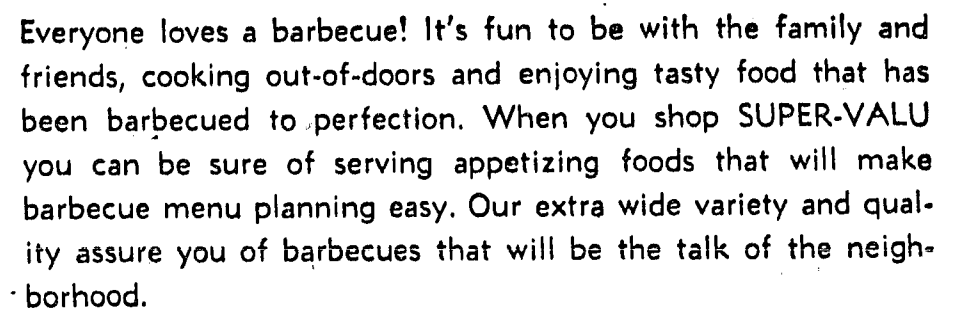 Everyone loves a barbecue! It's fun to be with the family and
friends, cooking out-of-doors and enjoying tasty food that has
been barbecued to perfection. When you shop SUPER-VALU
you can be sure of serving appetizing foods that will make
barbecue menu planning easy. Our extra wide variety and qual-
ity assure you of barbecues that will be the talk of the neigh-
borhood.